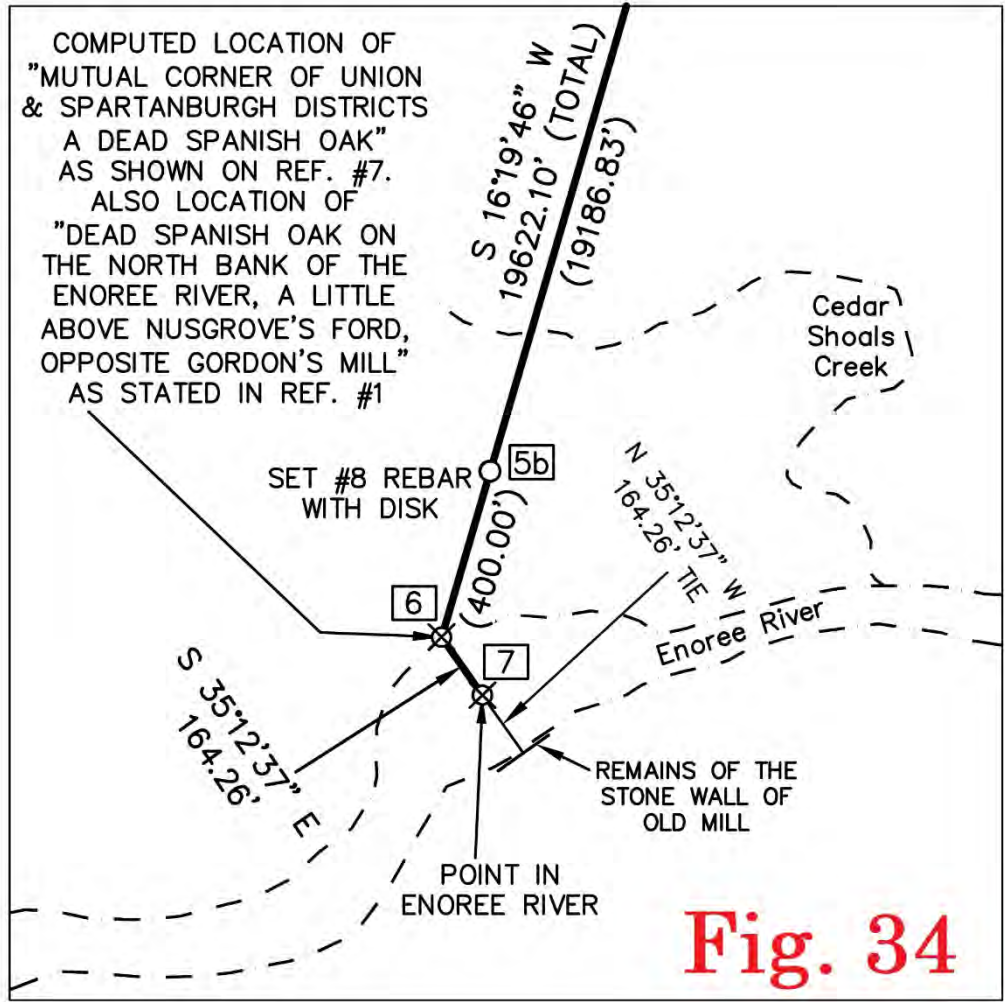 COMPUTED LOCATION OF
"MUTUAL CORNER OF UNION
& SPARTANBURGH DISTRICTS
A DEAD SPANISH OAK"
AS SHOWN ON REF. #7.
ALSO LOCATION OF
"DEAD SPANISH OAK ON
THE NORTH BANK OF THE
ENOREE RIVER, A LITTLE
ABOVE NUSGROVE'S FORD,
OPPOSITE GORDON'S MILL"
AS STATED IN REF. #1
S 16°19'46" W
19622.10' (TOTAL)
(19186.83')
Cedar
Shoals
Creek
SET #8 REBAR
WITH DISK
5b
(400.00')
N 35°12'37" W
164.26' TIE
6
7
Enoree River
S 35°12'37" E
164.26'
REMAINS OF THE
STONE WALL OF
OLD MILL
POINT IN
ENOREE RIVER
Fig. 34